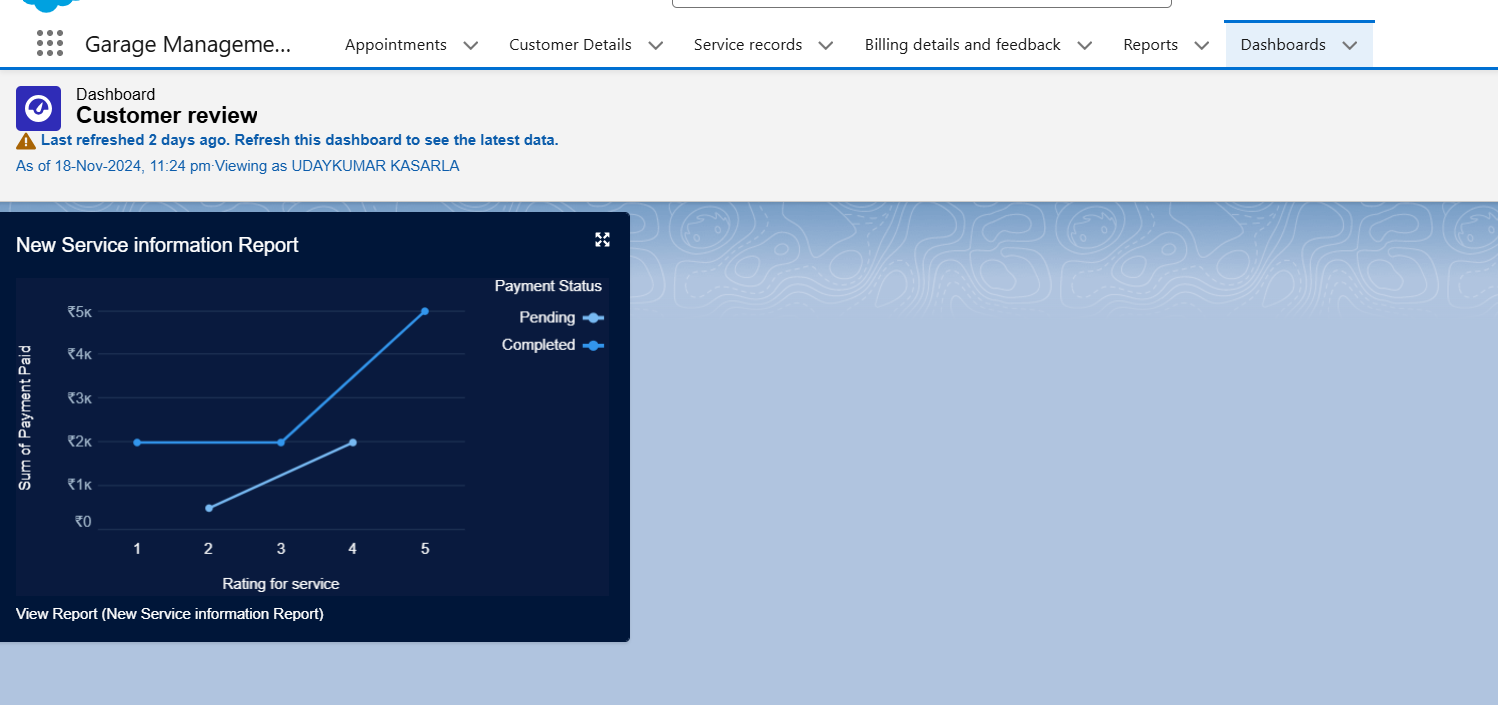 Garage Manageme...
Appointments
Customer Details
Service records
Billing details and feedback
Reports
Dashboards
Dashboard
Customer review
Last refreshed 2 days ago. Refresh this dashboard to see the latest data.
As of 18-Nov-2024, 11:24 pm·Viewing as UDAYKUMAR KASARLA
New Service information Report
Payment Status
Pending
Completed
Sum of Payment Paid
₹5K
₹4K
₹3K
₹2K
₹1K
₹0
1 2 3 4 5
Rating for service
View Report (New Service information Report)